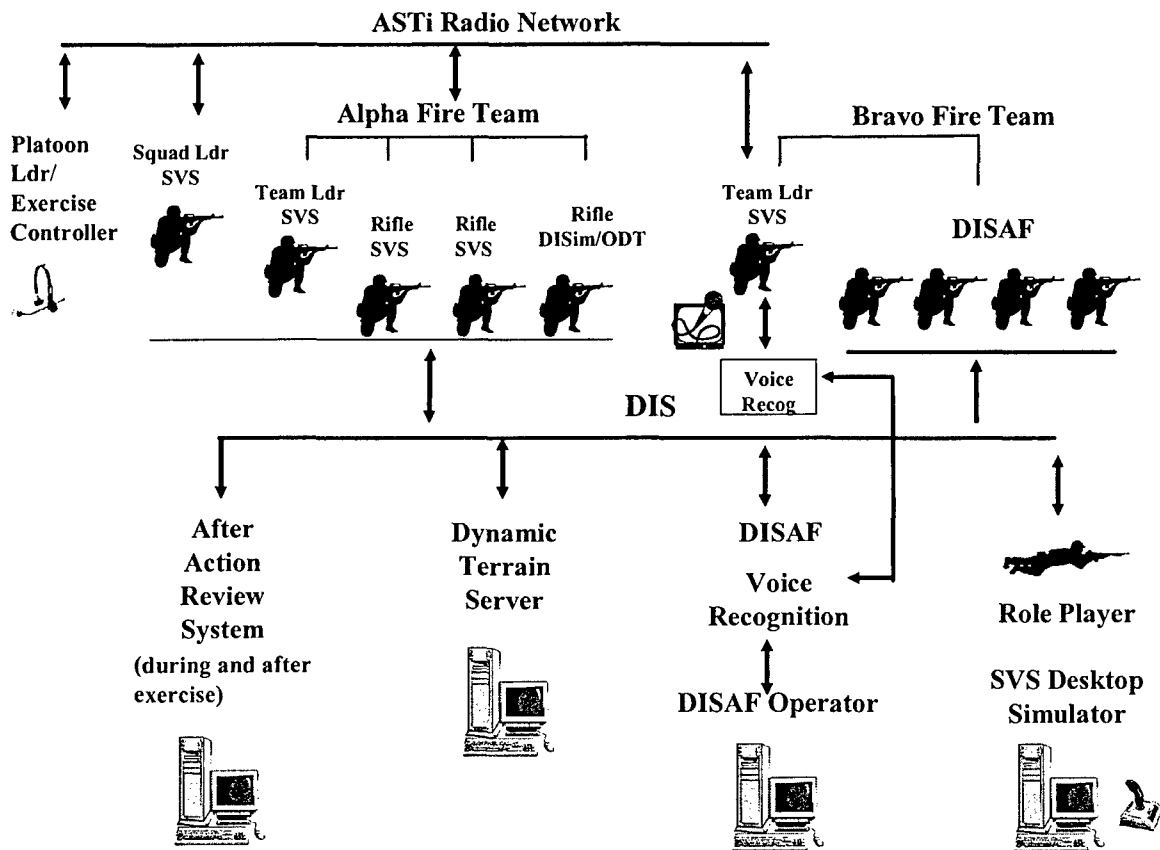 ASTi Radio Network
Alpha Fire Team
Bravo Fire Team
Platoon
Ldr/
Exercise
Controller
Squad Ldr
SVS
Team Ldr
SVS
Rifle
SVS
Rifle
SVS
Rifle
DISim/ODT
Team Ldr
SVS
DISAF
Voice
Recog
DIS
After
Action
Review
System
(during and after
exercise)
Dynamic
Terrain
Server
DISAF
Voice
Recognition
DISAF Operator
Role Player
SVS Desktop
Simulator